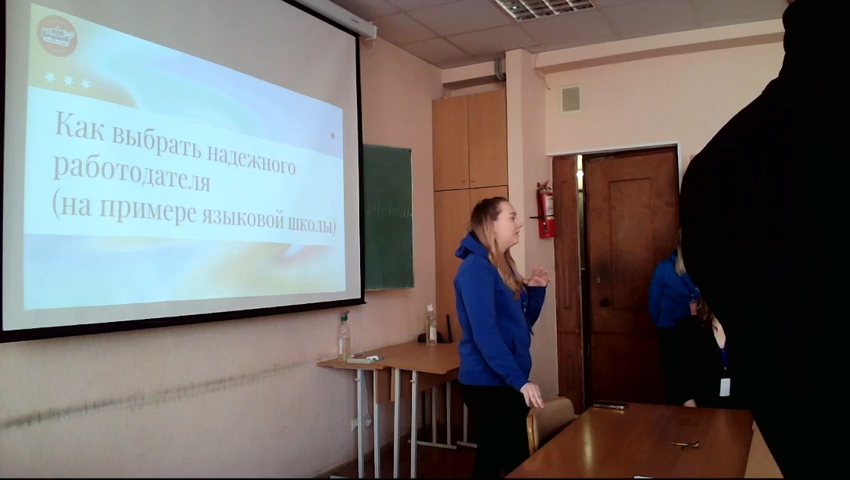 Как выбрать надежного
работодателя
(на примере языковой школы)